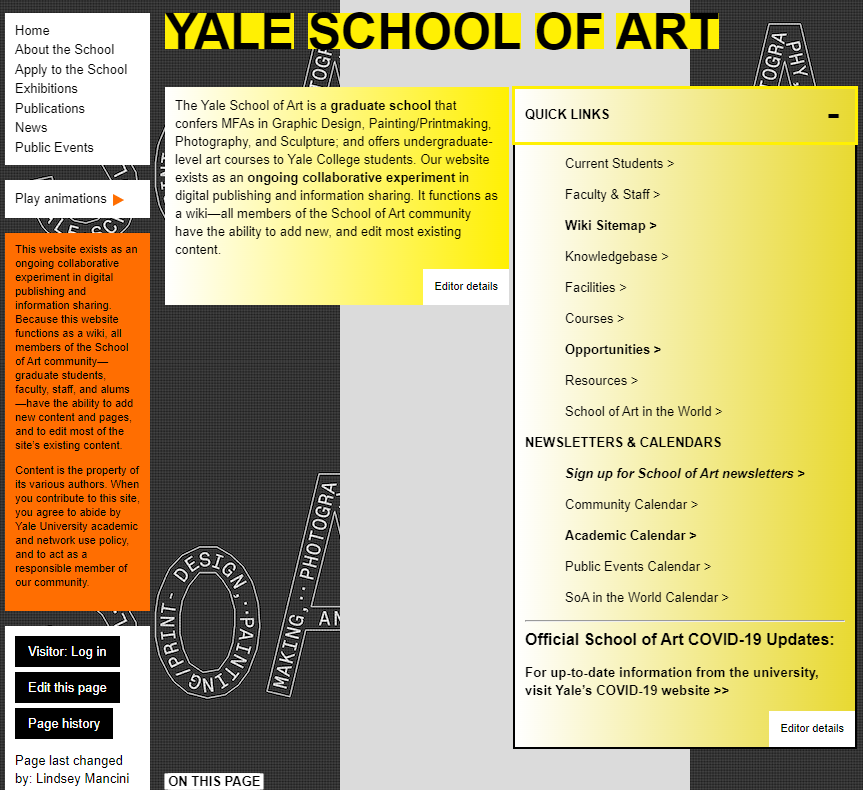 YALE SCHOOL OF ART
Home
About the School
Apply to the School
Exhibitions
Publications
News
Public Events
Play animations
This website exists as an
ongoing collaborative
experiment in digital
publishing and
information sharing.
Because this website
functions as a wiki, all
members of the School
of Art community—
graduate students,
faculty, staff, and alums
—have the ability to add
new content and pages,
and to edit most of the
site's existing content.
Content is the property of
its various authors. When
you contribute to this site,
you agree to abide by
Yale University academic
and network use policy,
and to act as a
responsible member of
our community.
Visitor: Log in
Edit this page
Page history
Page last changed
by: Lindsey Mancini
The Yale School of Art is a graduate school that
confers MFAs in Graphic Design, Painting/Printmaking,
Photography, and Sculpture; and offers undergraduate-
level art courses to Yale College students. Our website
exists as an ongoing collaborative experiment in
digital publishing and information sharing. It functions as
a wiki—all members of the School of Art community
have the ability to add new, and edit most existing
content.
Editor details
QUICK LINKS
Current Students >
Faculty & Staff >
Wiki Sitemap >
Knowledgebase >
Facilities >
Courses >
Opportunities >
Resources >
School of Art in the World >
NEWSLETTERS & CALENDARS
Sign up for School of Art newsletters >
Community Calendar >
Academic Calendar >
Public Events Calendar >
SoA in the World Calendar >
Official School of Art COVID-19 Updates:
For up-to-date information from the university,
visit Yale's COVID-19 website >>
Editor details
DESIGN, PAINTING/PRINT-
MAKING, PHOTOGRA
AN
ON THIS PAGE